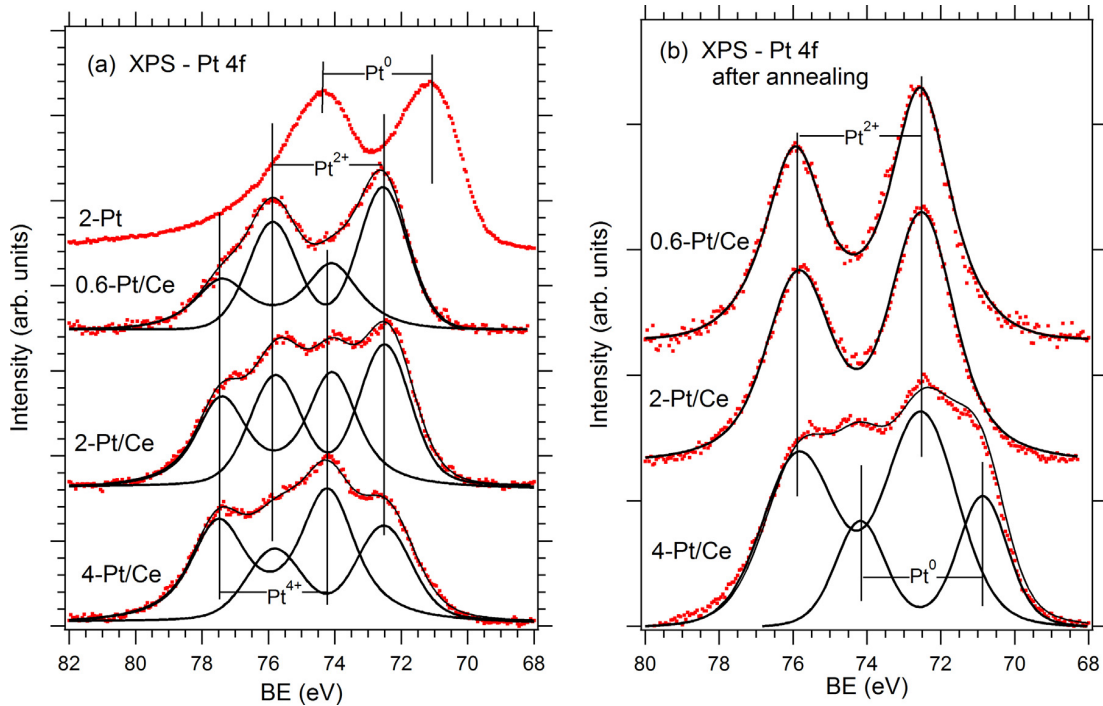 (a) XPS - Pt 4f
Pt⁰
Pt²⁺
2-Pt
0.6-Pt/Ce
2-Pt/Ce
4-Pt/Ce
Pt⁴⁺
Intensity (arb. units)
82 80 78 76 74 72 70 68
BE (eV)
(b) XPS - Pt 4f
after annealing
Pt²⁺
0.6-Pt/Ce
2-Pt/Ce
4-Pt/Ce
Pt⁰
Intensity (arb. units)
80 76 74 72 70 68
BE (eV)